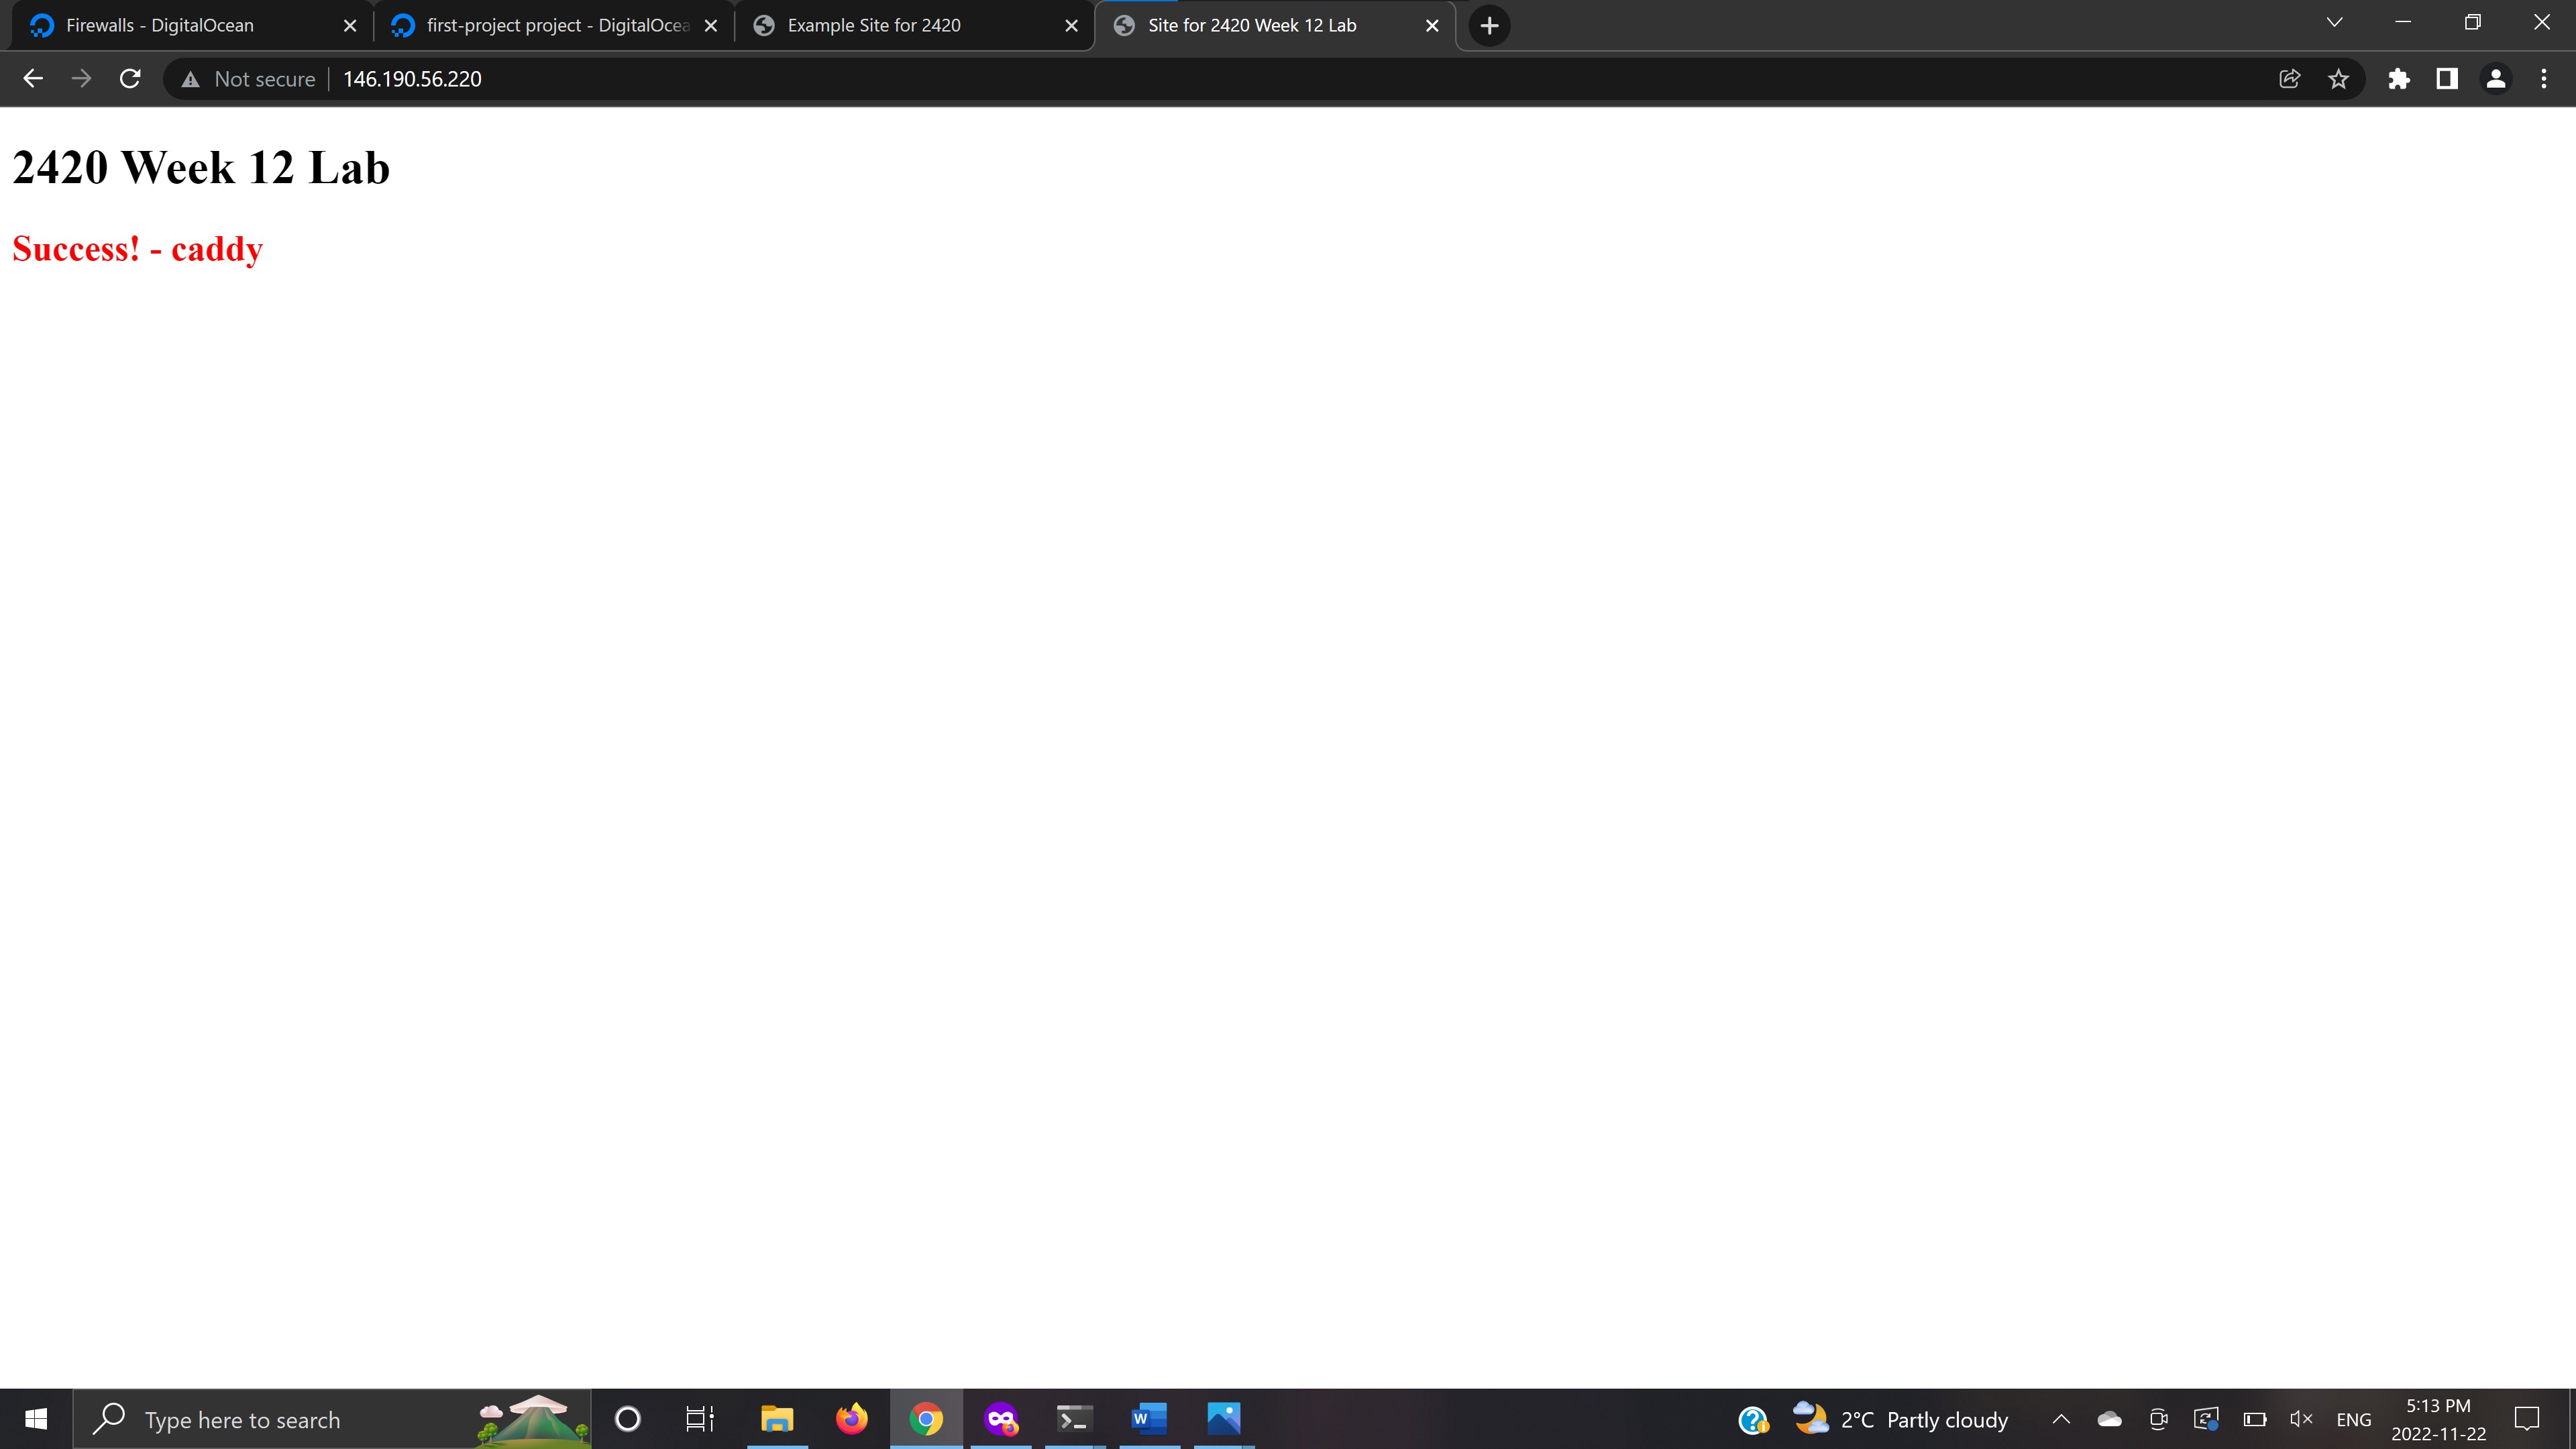 Firewalls - DigitalOcean
first-project project - DigitalOcea
Example Site for 2420
Site for 2420 Week 12 Lab
Not secure
146.190.56.220
2420 Week 12 Lab
Success! - caddy
Type here to search
W
2°C Partly cloudy
ENG
5:13 PM
2022-11-22